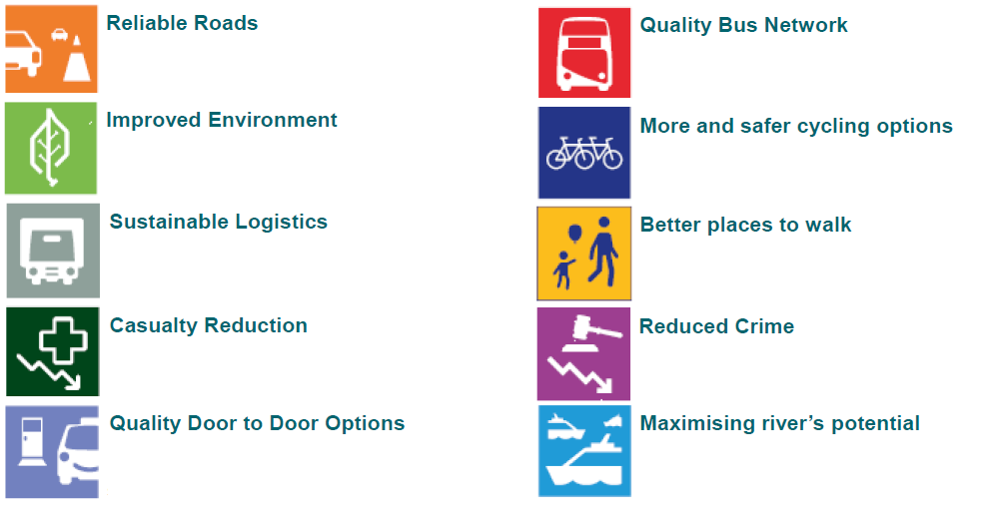 Reliable Roads
Improved Environment
Sustainable Logistics
Casualty Reduction
Quality Door to Door Options
Quality Bus Network
More and safer cycling options
Better places to walk
Reduced Crime
Maximising river’s potential